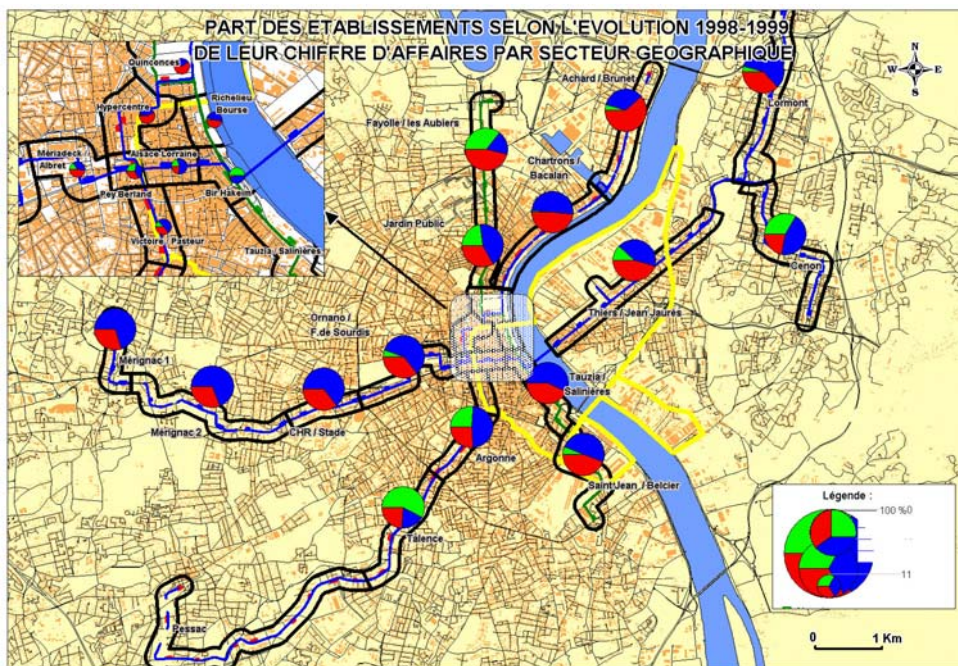 PART DES ETABLISSEMENTS SELON L'EVOLUTION 1998-1999
DE LEUR CHIFFRE D'AFFAIRES PAR SECTEUR GEOGRAPHIQUE
Quinconces
Hypercentre
Richelieu
Bourse
Mériadeck /
Albret
Alsace Lorraine
Pey Berland
Bir Hakeim
Victoire / Pasteur
Tauzia / Salinières
N
W
E
S
Achard / Brunet
Lormont
Fayolle / les Aubiers
Chartrons /
Bacalan
Jardin Public
Cenon
Thiers / Jean Jaurès
Ornano /
F.de Sourdis
Mérignac 1
Mérignac 2
CHR / Stade
Tauzia /
Salinières
Argonne
Saint Jean / Belcier
Talence
Pessac
Légende :
100 %0
11
0
1 Km